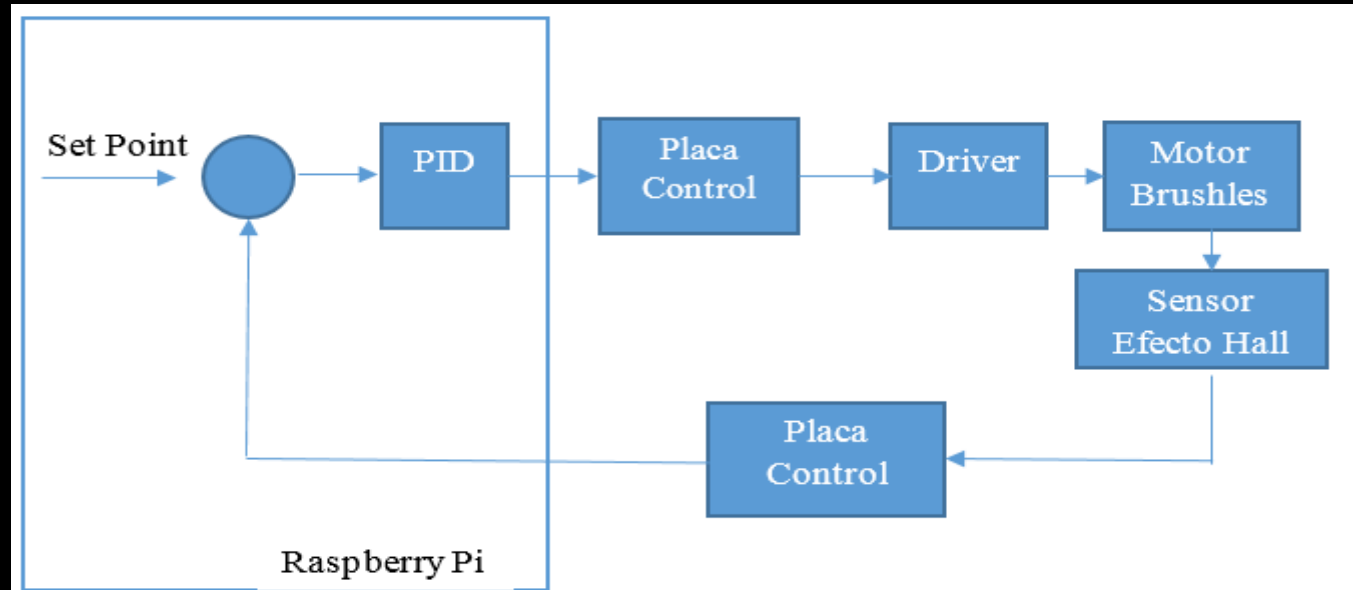 Set Point
PID
Placa
Control
Driver
Motor
Brushles
Sensor
Efecto Hall
Placa
Control
Raspberry Pi